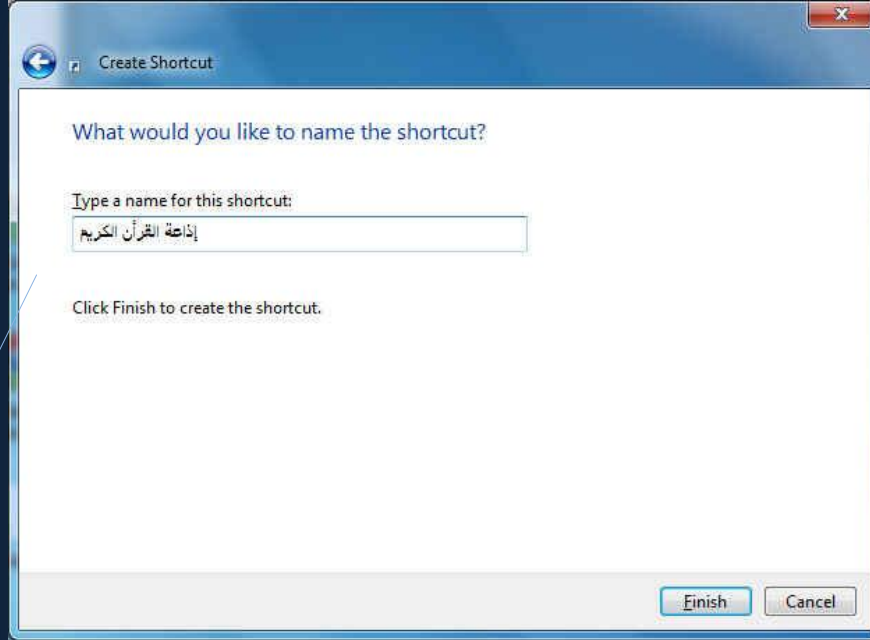 Create Shortcut
What would you like to name the shortcut?
Type a name for this shortcut:
إذاعة القرأن الكريم
Click Finish to create the shortcut.
Finish
Cancel